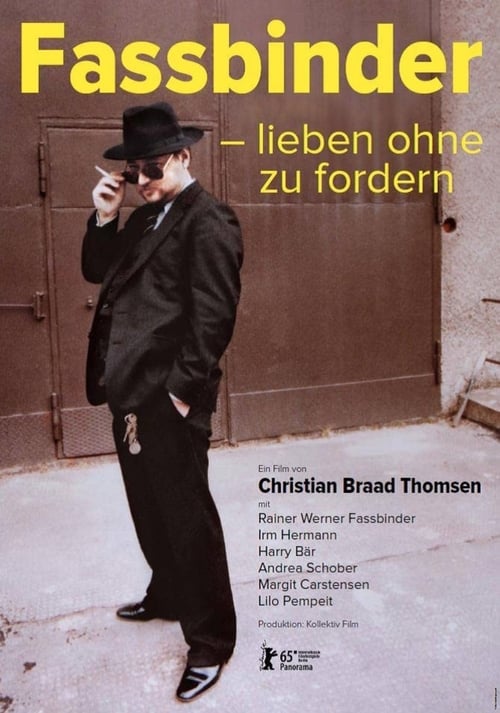 Fassbinder
– lieben ohne
zu fordern
Ein Film von
Christian Braad Thomsen
mit
Rainer Werner Fassbinder
Irm Hermann
Harry Bär
Andrea Schober
Margit Carstensen
Lilo Pempeit
Produktion: Kollektiv Film
65
Internationale
Filmfestspiele
Berlin
Panorama